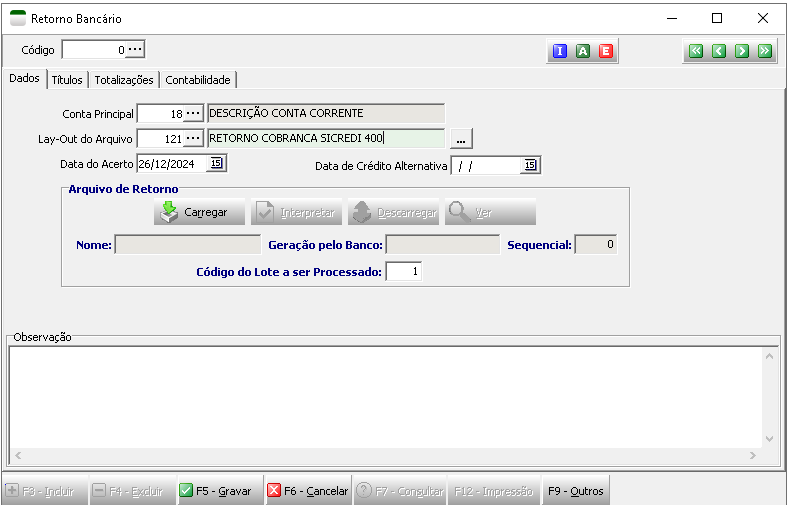 Retorno Bancário
Código 0 ... I A E
Dados Títulos Totalizações Contabilidade
Conta Principal 18 ... DESCRIÇÃO CONTA CORRENTE
Lay-Out do Arquivo 121 ... RETORNO COBRANCA SICREDI 400 ...
Data do Acerto 26/12/2024 15 Data de Crédito Alternativa / / 15
Arquivo de Retorno
Carregar Interpretar Descarregar Ver
Nome: Geração pelo Banco: Sequencial: 0
Código do Lote a ser Processado: 1
Observação
F3 - Incluir F4 - Excluir F5 - Gravar F6 - Cancelar F7 - Consultar F12 - Impressão F9 - Outros